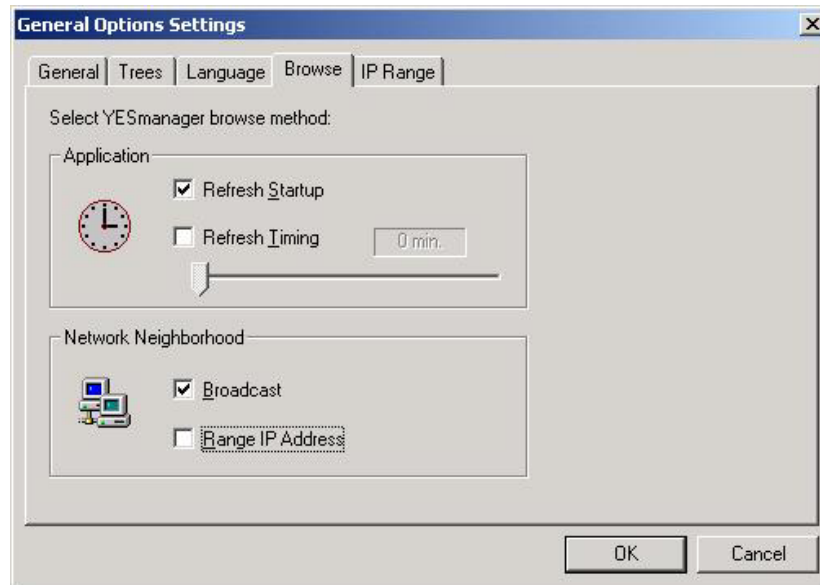 General Options Settings
General Trees Language Browse IP Range
Select YESmanager browse method:
Application
Refresh Startup
Refresh Timing 0 min.
Network Neighborhood
Broadcast
Range IP Address
OK Cancel